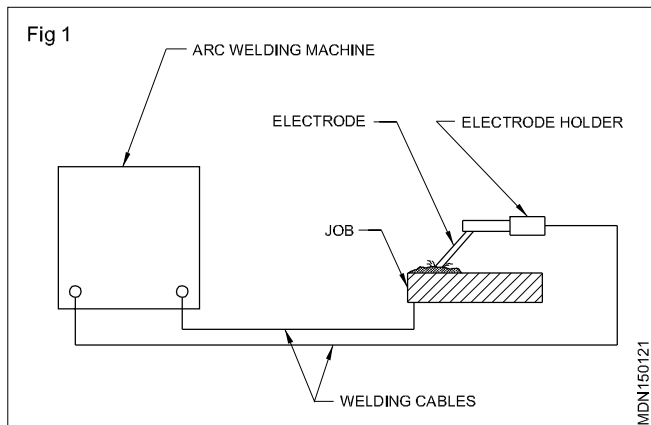 Fig 1
ARC WELDING MACHINE
ELECTRODE
ELECTRODE HOLDER
JOB
WELDING CABLES
MDN150121